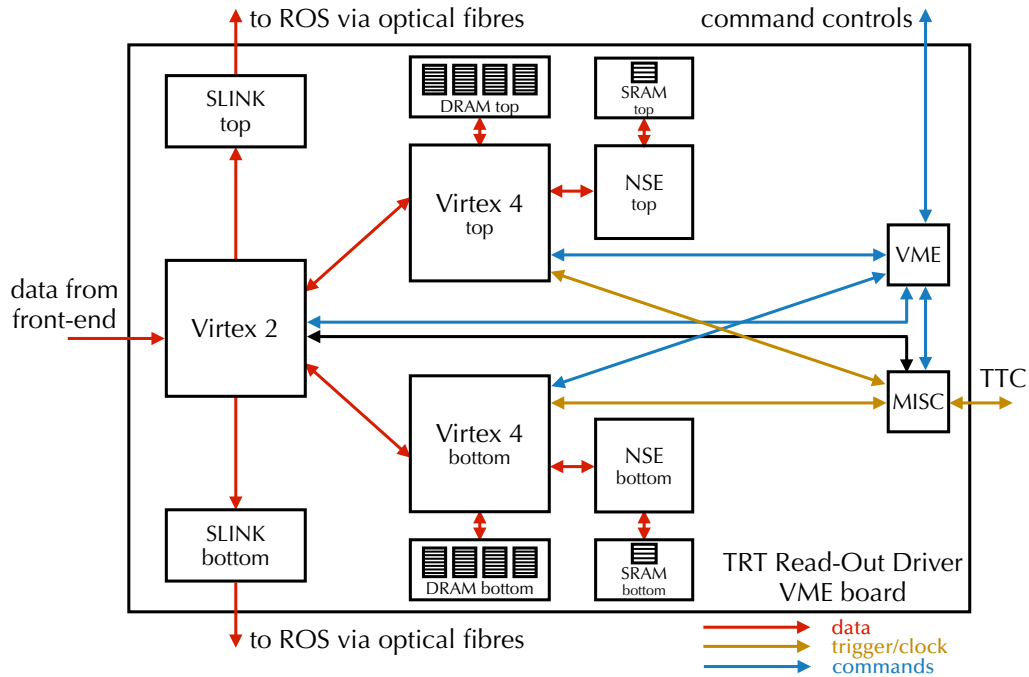 to ROS via optical fibres
command controls
SLINK
top
DRAM top
SRAM
top
Virtex 4
top
NSE
top
VME
data from
front-end
Virtex 2
TTC
MISC
Virtex 4
bottom
NSE
bottom
SLINK
bottom
DRAM bottom
SRAM
bottom
TRT Read-Out Driver
VME board
to ROS via optical fibres
data
trigger/clock
commands